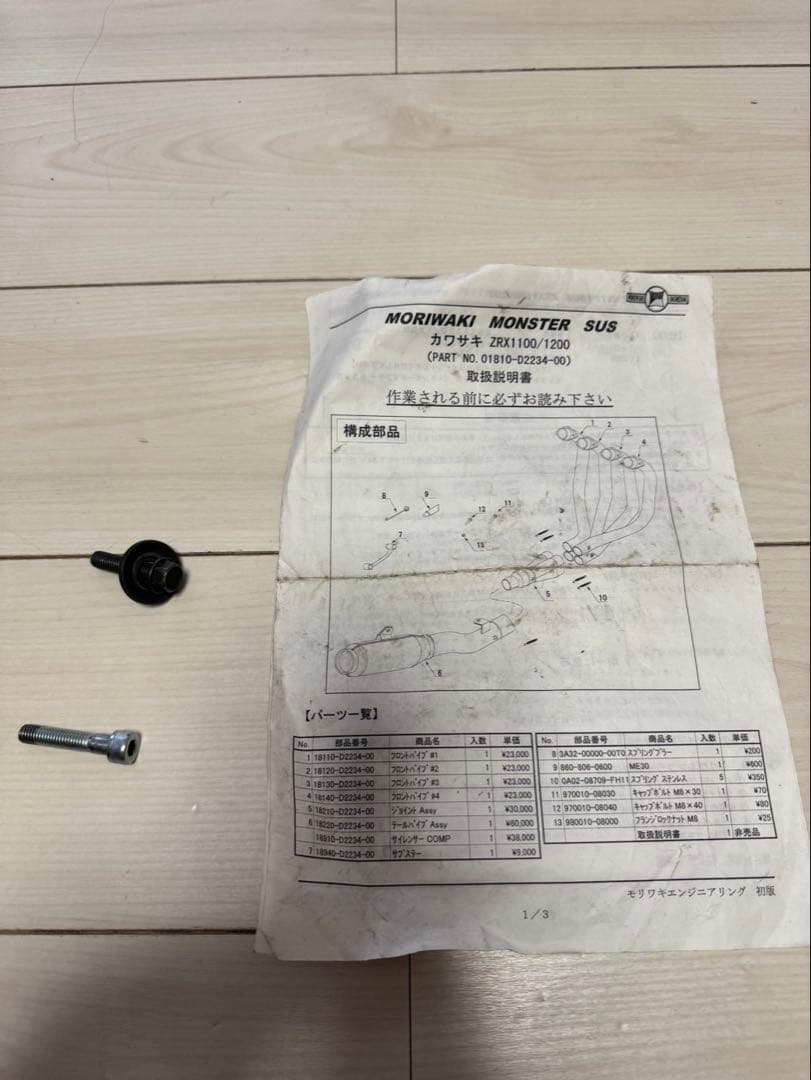 MORIWAKI MONSTER SUS
カワサキ ZRX1100/1200
(PART NO. 01810-D2234-00)
取扱説明書
作業される前に必ずお読み下さい
構成部品
1
2
3
4
8
9
11
12
7
13
5
10
6
【パーツ一覧】
No. 部品番号 商品名 入数 単価
1 18110-D2234-00 フロントパイプ #1 1 ¥23,000
2 18120-D2234-00 フロントパイプ #2 1 ¥23,000
3 18130-D2234-00 フロントパイプ #3 1 ¥23,000
4 18140-D2234-00 フロントパイプ #4 1 ¥23,000
5 18210-D2234-00 ジョイント Assy 1 ¥30,000
6 18220-D2234-00 テールパイプ Assy 1 ¥60,000
18910-D2234-00 サイレンサー COMP 1 ¥38,000
7 18940-D2234-00 サブステー 1 ¥9,000
No. 部品番号 商品名 入数 単価
8 3A32-00000-00T0 スプリングプラー 1 ¥200
9 860-806-0600 ME30 1 ¥600
10 0A02-08709-FH11 スプリング ステンレス 5 ¥350
11 970010-08030 キャップボルト M8×30 1 ¥70
12 970010-08040 キャップボルト M8×40 1 ¥80
13 980010-08000 フランジロックナット M8 1 ¥25
取扱説明書 1 非売品
モリワキエンジニアリング 初版
1/3